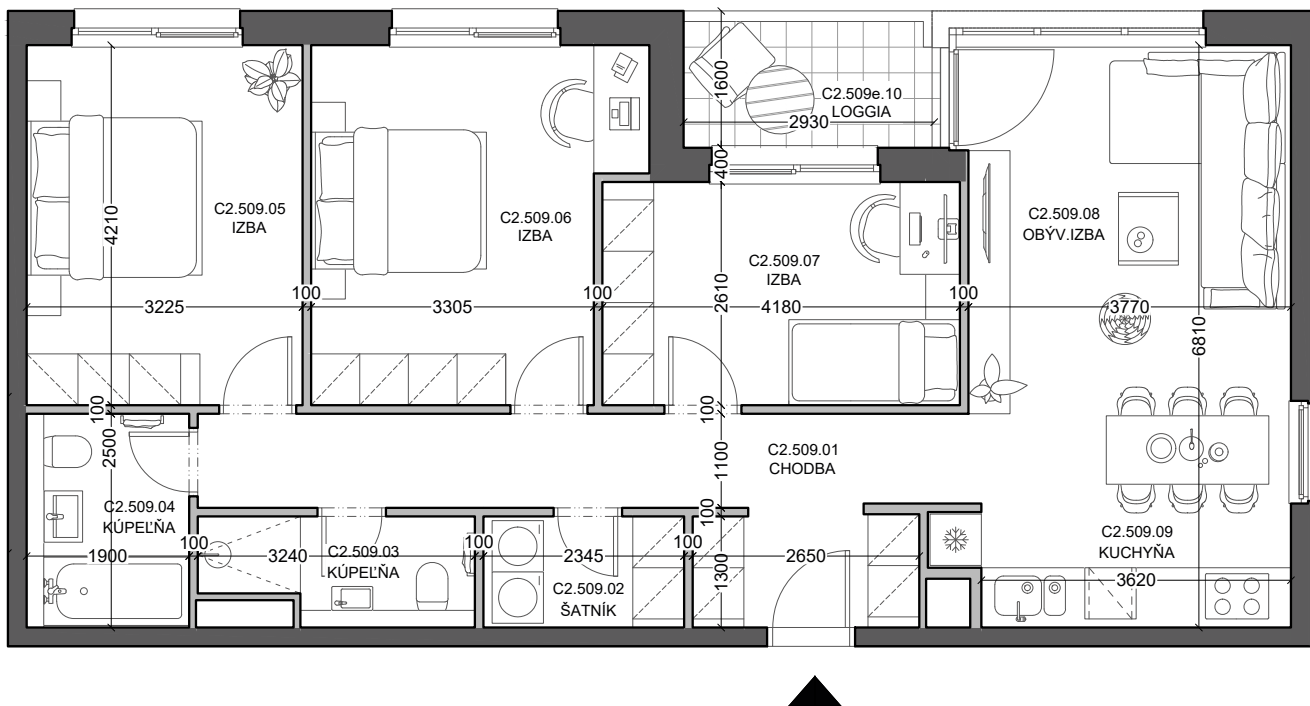 C2.509e.10
LOGGIA
2930
1600
400
C2.509.05
IZBA
4210
3225
100
C2.509.06
IZBA
3305
100
C2.509.07
IZBA
2610
4180
100
C2.509.08
OBÝV.IZBA
3770
6810
100
2500
C2.509.04
KÚPEĽŇA
1900
100
C2.509.01
CHODBA
100
1100
100
1300
3240
C2.509.03
KÚPEĽŇA
100
2345
C2.509.02
ŠATNÍK
100
2650
C2.509.09
KUCHYŇA
3620